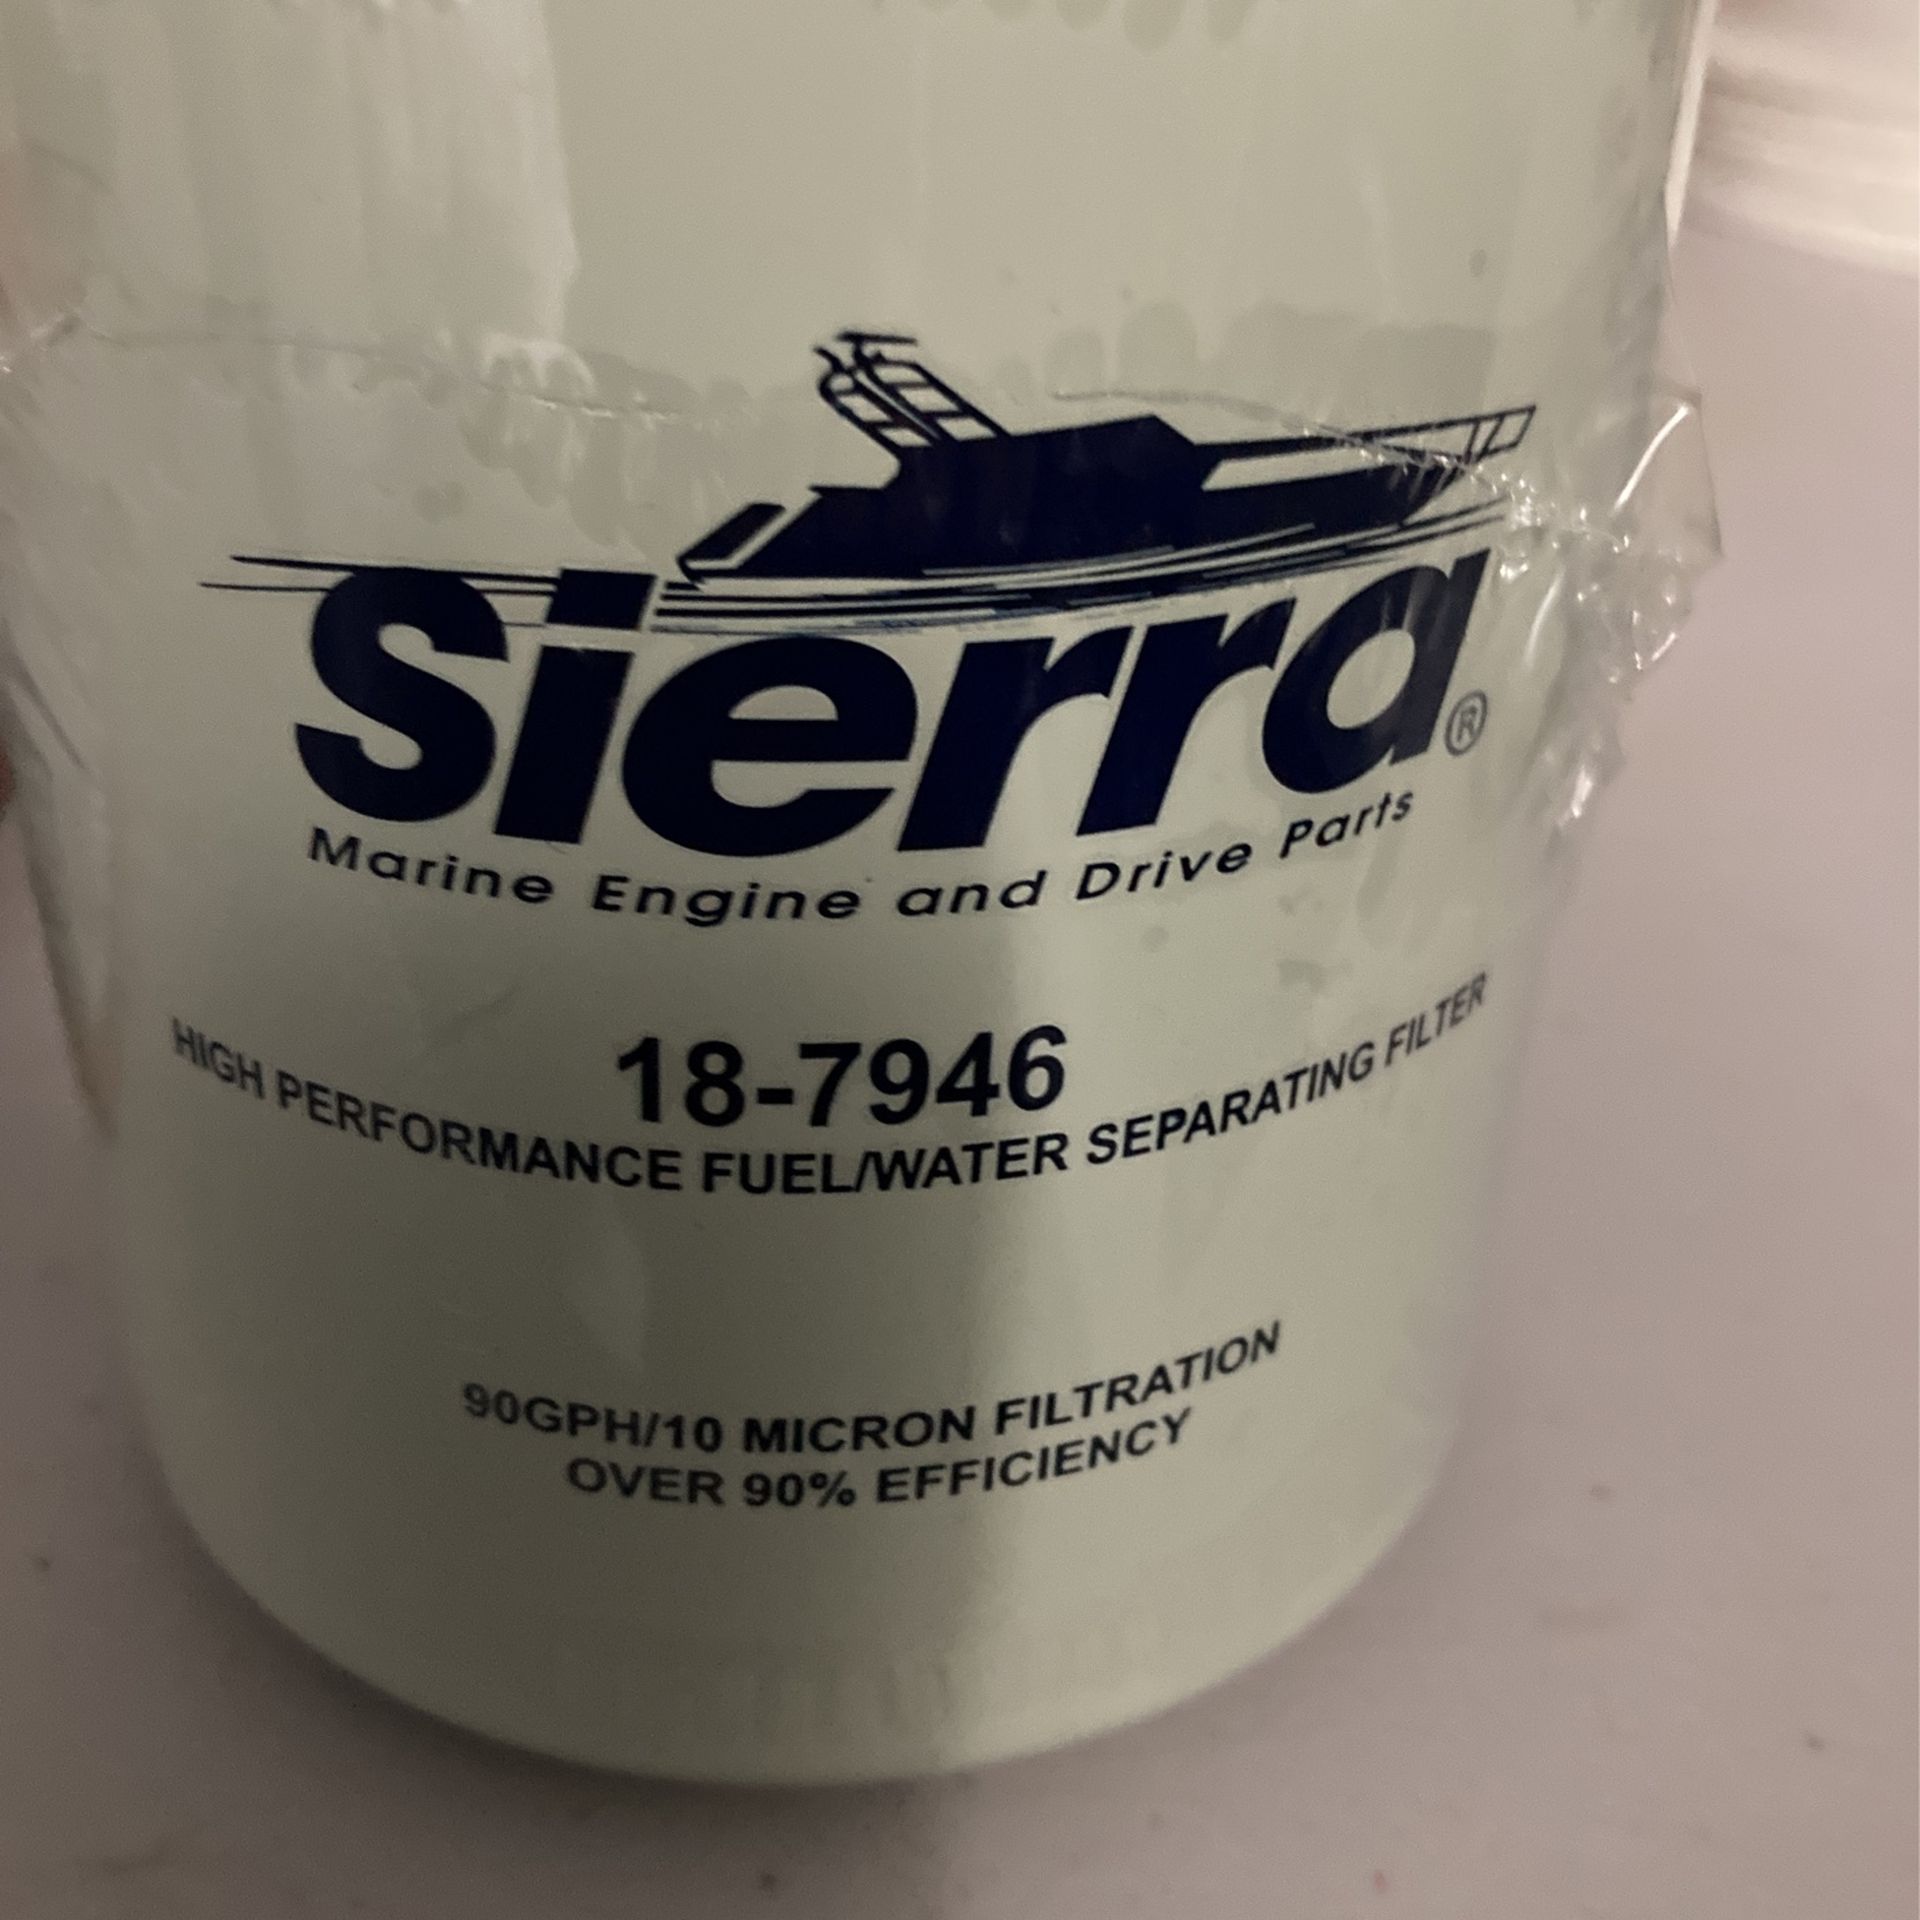 Sierra®
Marine Engine and Drive Parts
18-7946
HIGH PERFORMANCE FUEL/WATER SEPARATING FILTER
90GPH/10 MICRON FILTRATION
OVER 90% EFFICIENCY